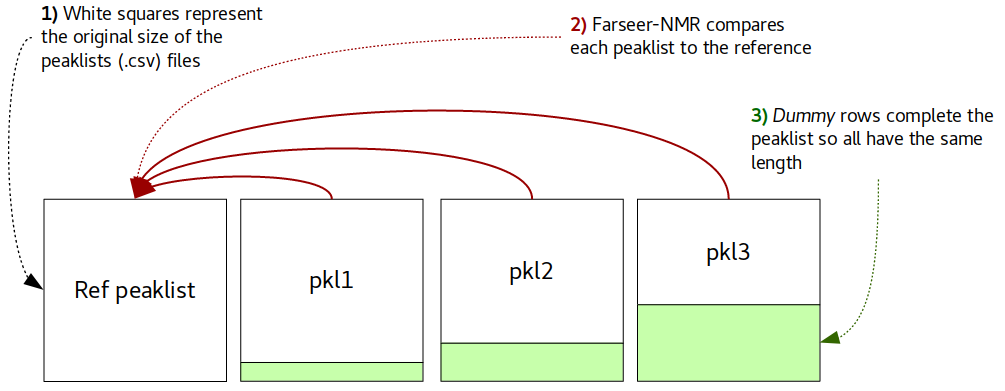 1) White squares represent
the original size of the
peaklists (.csv) files
2) Farseer-NMR compares
each peaklist to the reference
3) Dummy rows complete the
peaklist so all have the same
length
Ref peaklist
pkl1
pkl2
pkl3